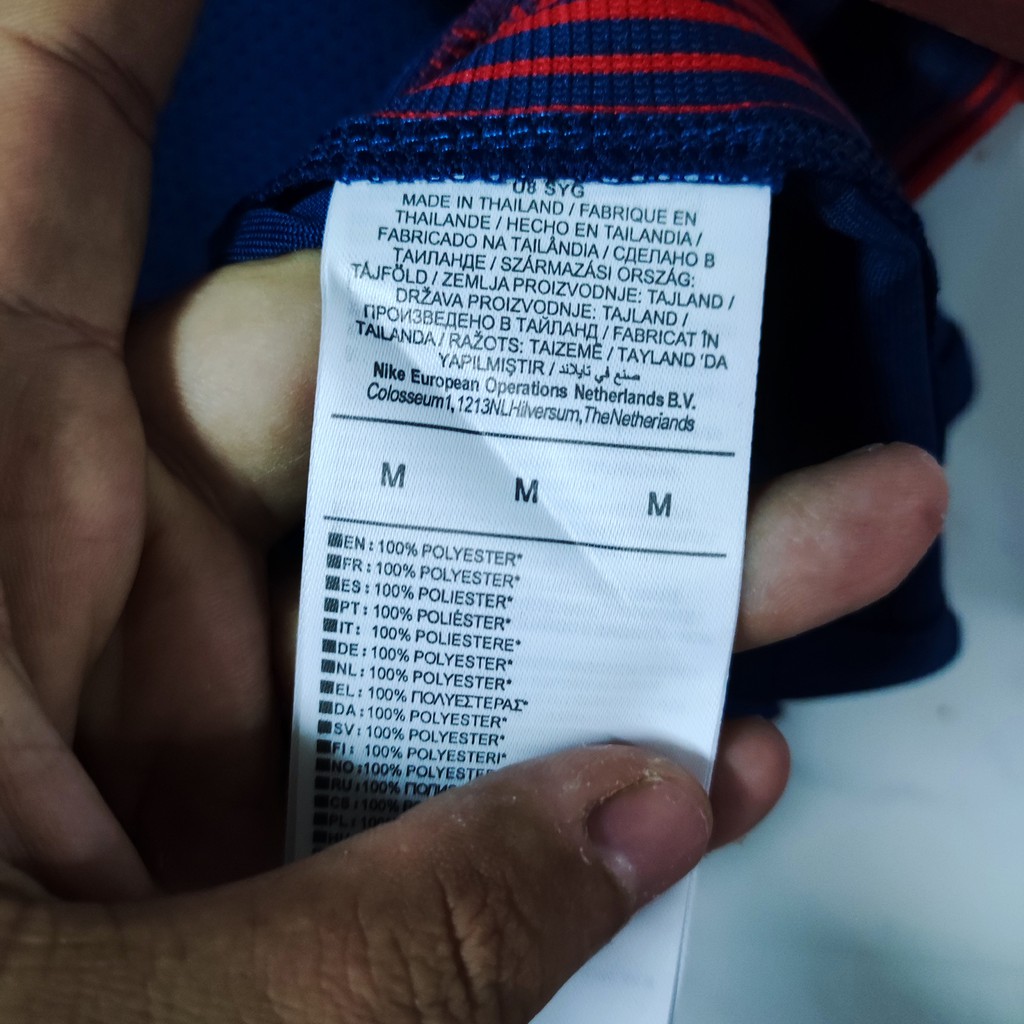 U8 SYG
MADE IN THAILAND / FABRIQUE EN
THAILANDE / HECHO EN TAILANDIA /
FABRICADO NA TAILÂNDIA / СДЕЛАНО В
ТАИЛАНДЕ / SZÁRMAZÁSI ORSZÁG:
TÁJFÖLD / ZEMLJA PROIZVODNJE: TAJLAND /
DRŽAVA PROIZVODNJE: TAJLAND /
ПРОИЗВЕДЕНО В ТАЙЛАНД / FABRICAT ÎN
TAILANDA / RAŽOTS: TAIZEMĒ / TAYLAND 'DA
YAPILMIŞTIR / صنع في تايلاند
Nike European Operations Netherlands B.V.
Colosseum1, 1213NLHilversum,TheNetherlands
M M M
EN : 100% POLYESTER*
FR : 100% POLYESTER*
ES : 100% POLIESTER*
PT : 100% POLIÉSTER*
IT : 100% POLIESTERE*
DE : 100% POLYESTER*
NL : 100% POLYESTER*
EL : 100% ΠΟΛΥΕΣΤΕΡΑΣ*
DA : 100% POLYESTER*
SV : 100% POLYESTER*
FI : 100% POLYESTERI*
NO :100% POLYESTER
RU :100%
CS : 100%
PL : 100%